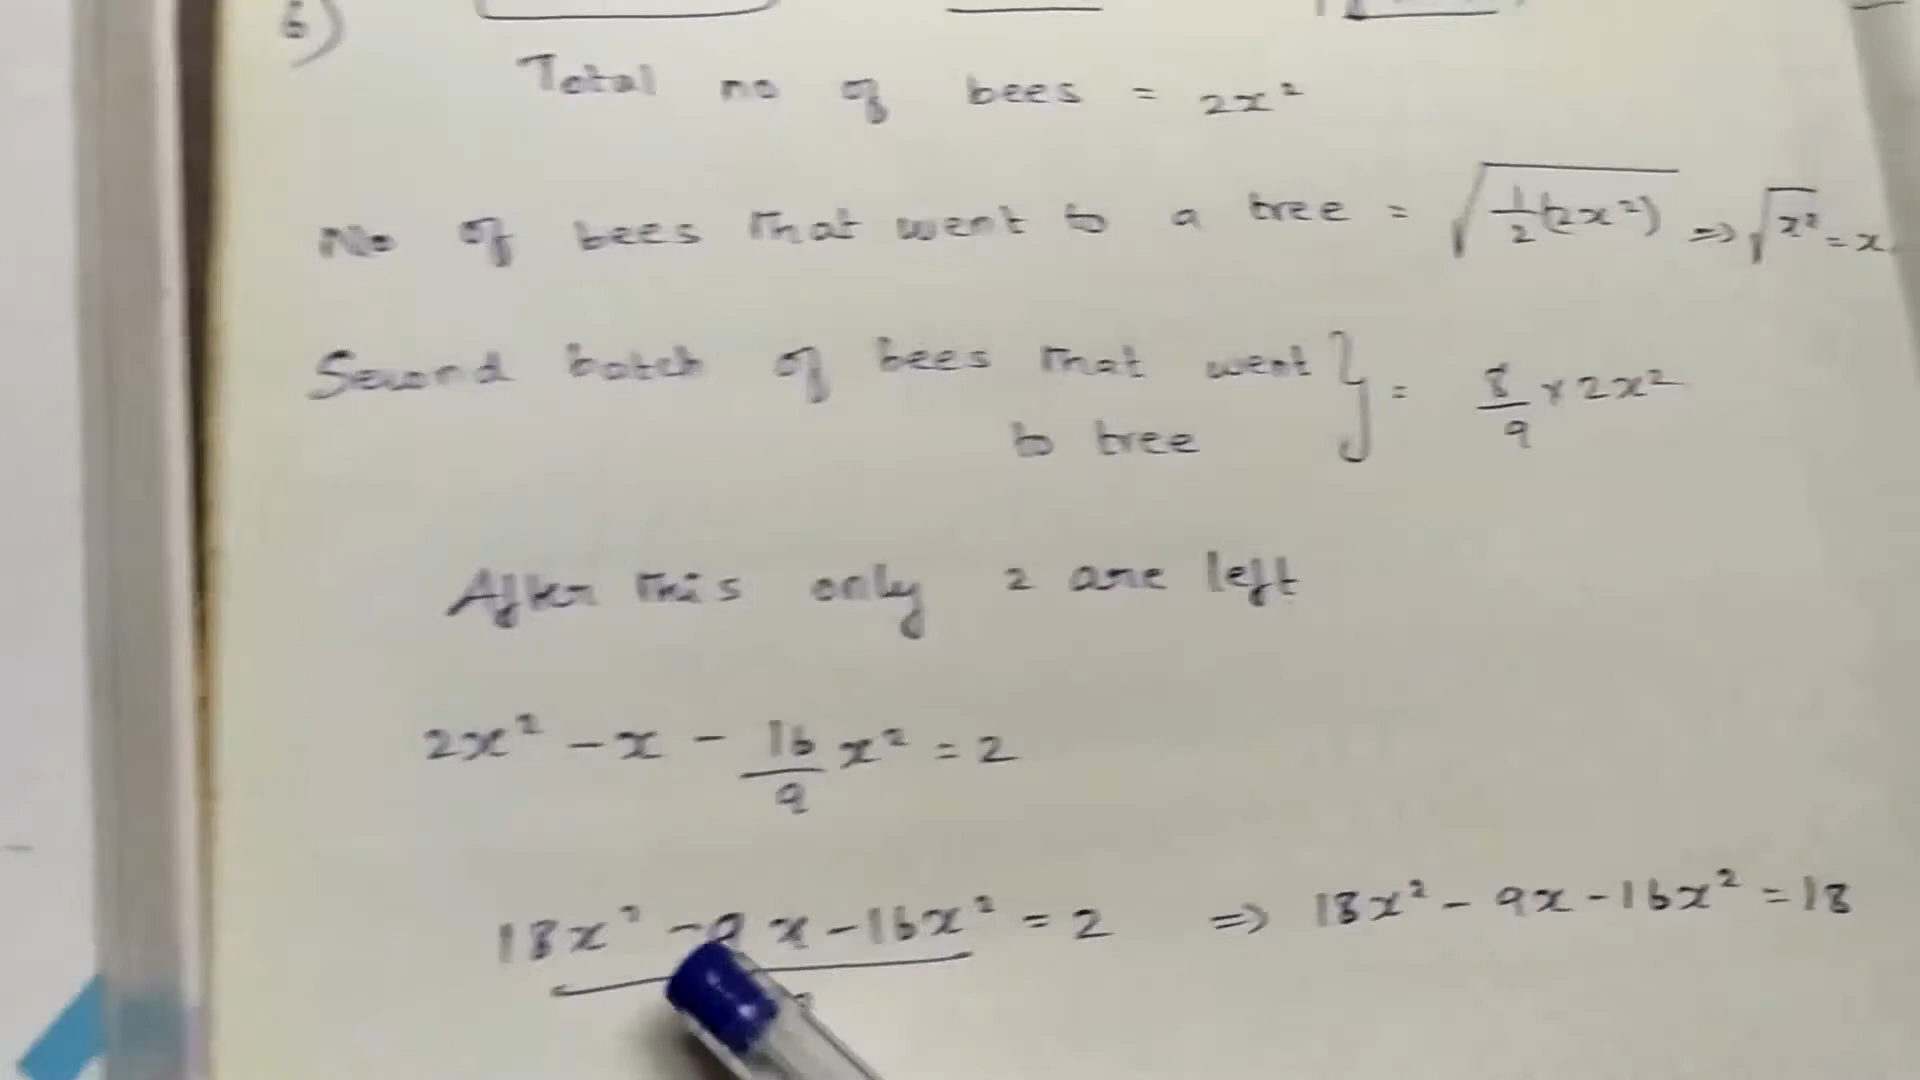 6)
Total no of bees = 2x²
No of bees that went to a tree = √(1/2(2x²)) ⇒ √x² = x
Second batch of bees that went } = 8/9 × 2x²
to tree
After this only 2 are left
2x² - x - 16/9 x² = 2
18x² - 9x - 16x² = 2 ⇒ 18x² - 9x - 16x² = 18